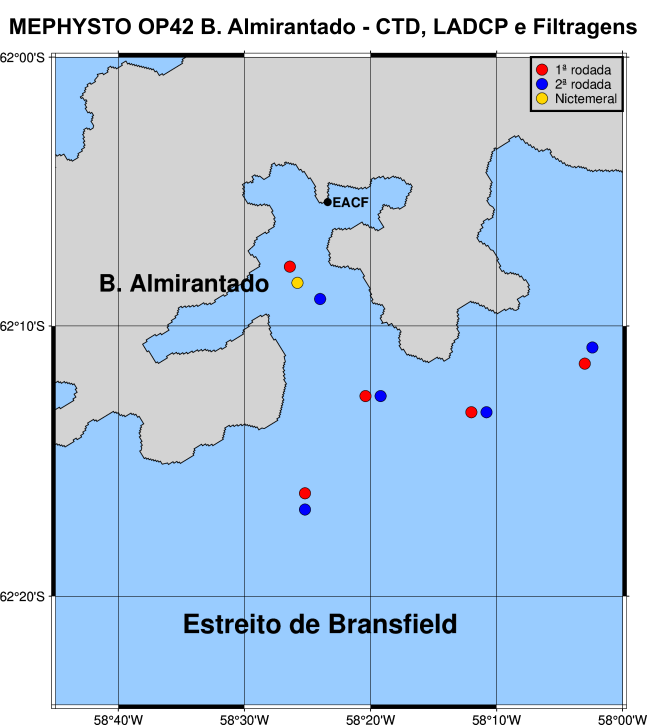 MEPHYSTO OP42 B. Almirantado - CTD, LADCP e Filtragens
62°00'S
1ª rodada
2ª rodada
Nictemeral
EACF
B. Almirantado
62°10'S
62°20'S
Estreito de Bransfield
58°40'W 58°30'W 58°20'W 58°10'W 58°00'W